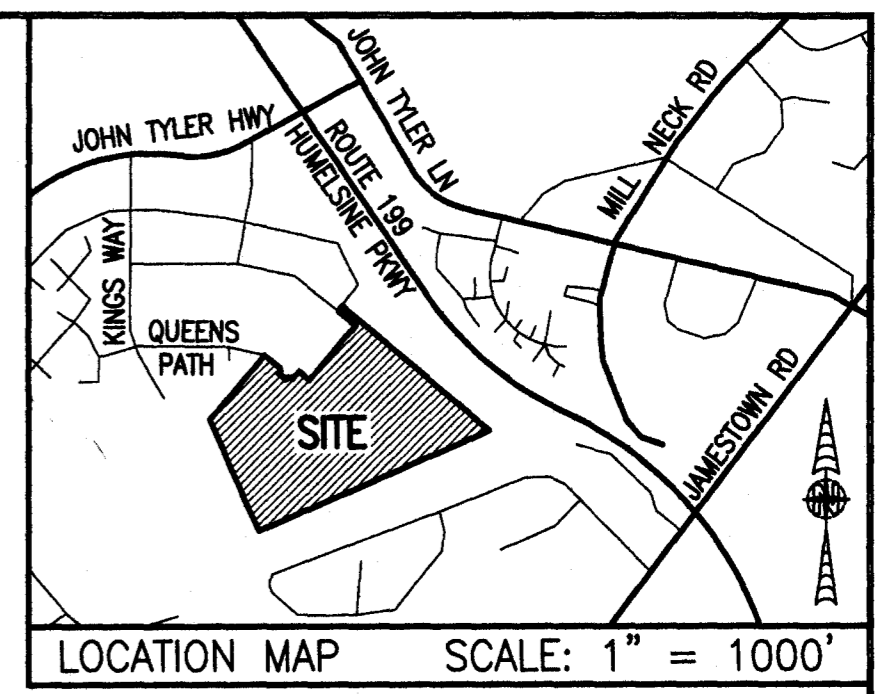 JOHN TYLER HWY
JOHN TYLER LN
ROUTE 199
HUMELSINE PKWY
MILL NECK RD
KINGS WAY
QUEENS
PATH
SITE
JAMESTOWN RD
LOCATION MAP SCALE: 1" = 1000'